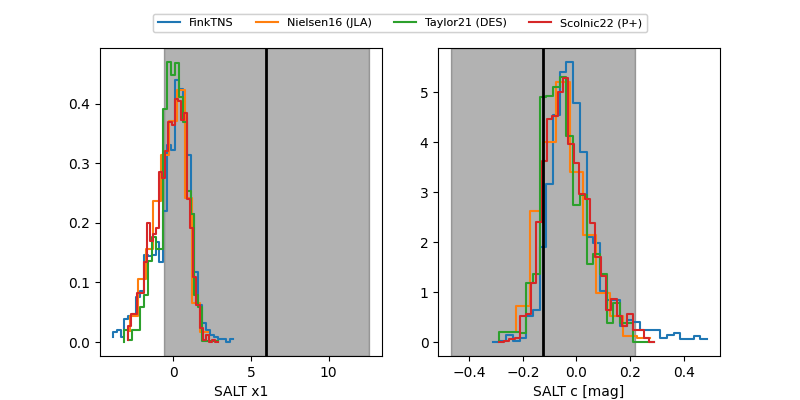 FinkTNS Nielsen16 (JLA) Taylor21 (DES) Scolnic22 (P+)
0.4
0.3
0.2
0.1
0.0
0 5 10
SALT x1
5
4
3
2
1
0
−0.4 −0.2 0.0 0.2 0.4
SALT c [mag]